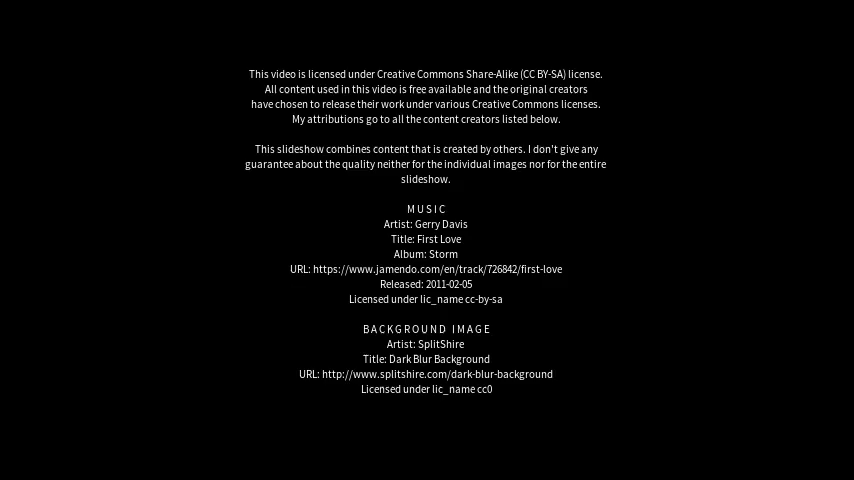 This video is licensed under Creative Commons Share-Alike (CC BY-SA) license.
All content used in this video is free available and the original creators
have chosen to release their work under various Creative Commons licenses.
My attributions go to all the content creators listed below.
This slideshow combines content that is created by others. I don't give any
guarantee about the quality neither for the individual images nor for the entire
slideshow.
MUSIC
Artist: Gerry Davis
Title: First Love
Album: Storm
URL: https://www.jamendo.com/en/track/726842/first-love
Released: 2011-02-05
Licensed under lic_name cc-by-sa
BACKGROUND IMAGE
Artist: SplitShire
Title: Dark Blur Background
URL: http://www.splitshire.com/dark-blur-background
Licensed under lic_name cc0